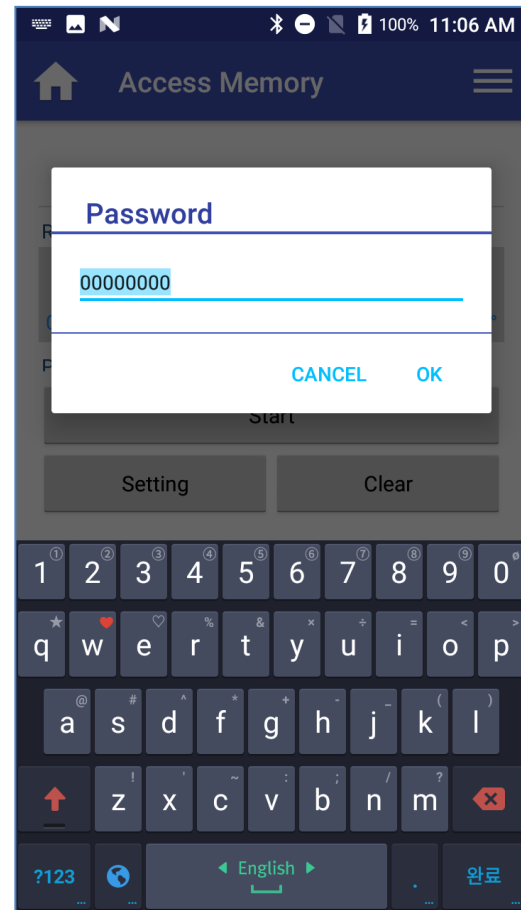 100% 11:06 AM
Access Memory
Password
00000000
CANCEL OK
Start
Setting Clear
1 2 3 4 5 6 7 8 9 0
q w e r t y u i o p
a s d f g h j k l
z x c v b n m
?123 English . 완료